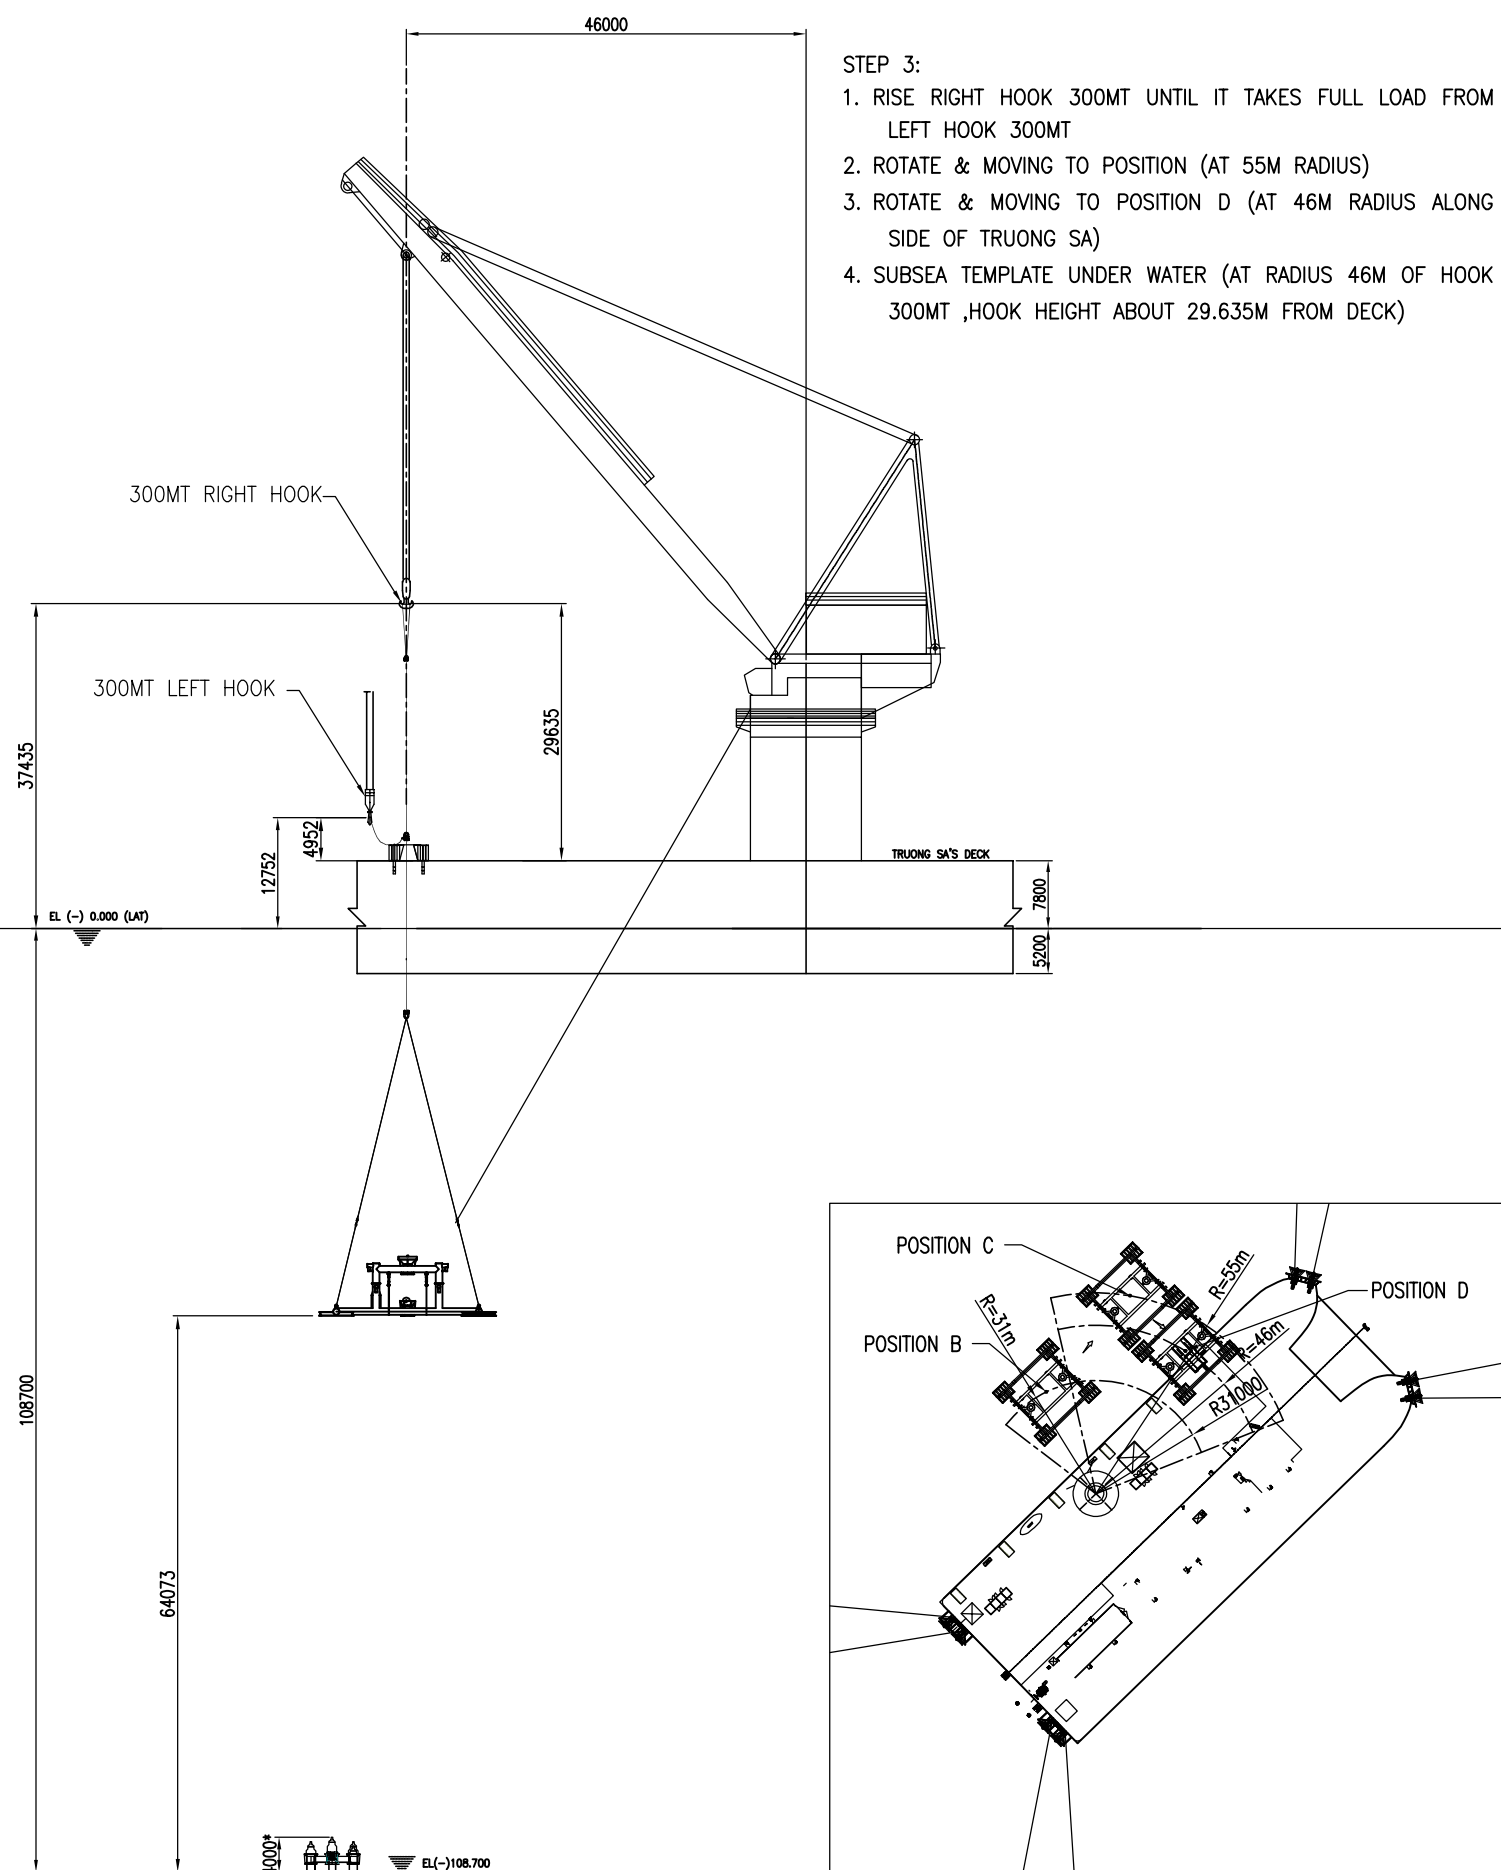 46000
STEP 3:
1. RISE RIGHT HOOK 300MT UNTIL IT TAKES FULL LOAD FROM
LEFT HOOK 300MT
2. ROTATE & MOVING TO POSITION (AT 55M RADIUS)
3. ROTATE & MOVING TO POSITION D (AT 46M RADIUS ALONG
SIDE OF TRUONG SA)
4. SUBSEA TEMPLATE UNDER WATER (AT RADIUS 46M OF HOOK
300MT ,HOOK HEIGHT ABOUT 29.635M FROM DECK)
300MT RIGHT HOOK
300MT LEFT HOOK
37435
29635
4952
12752
TRUONG SA'S DECK
7800
EL (-) 0.000 (LAT)
5200
POSITION C
R=55m
POSITION D
R=31m
POSITION B
R=46m
R31000
108700
64073
EL(-)108.700